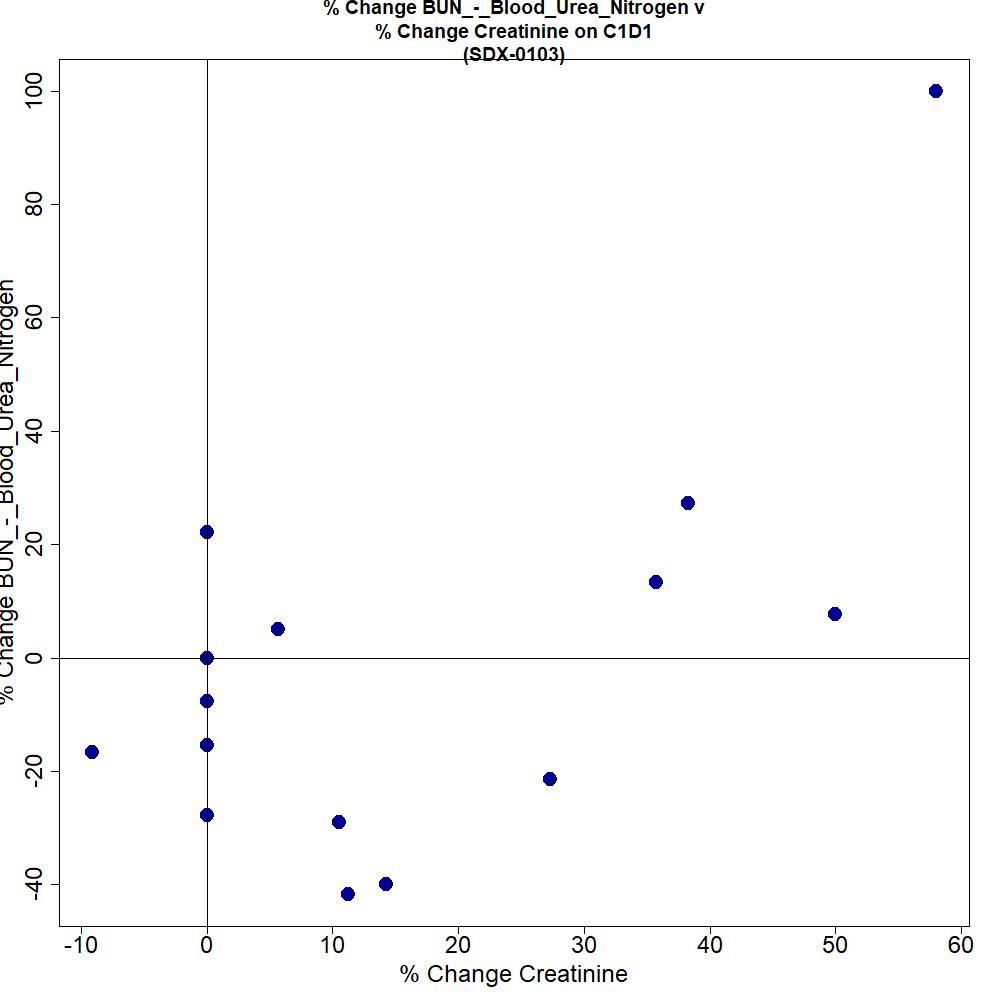 % Change BUN_-_Blood_Urea_Nitrogen v
% Change Creatinine on C1D1
(SDX-0103)
% Change BUN_-_Blood_Urea_Nitrogen
100
80
60
40
20
0
-20
-40
-10 0 10 20 30 40 50 60
% Change Creatinine